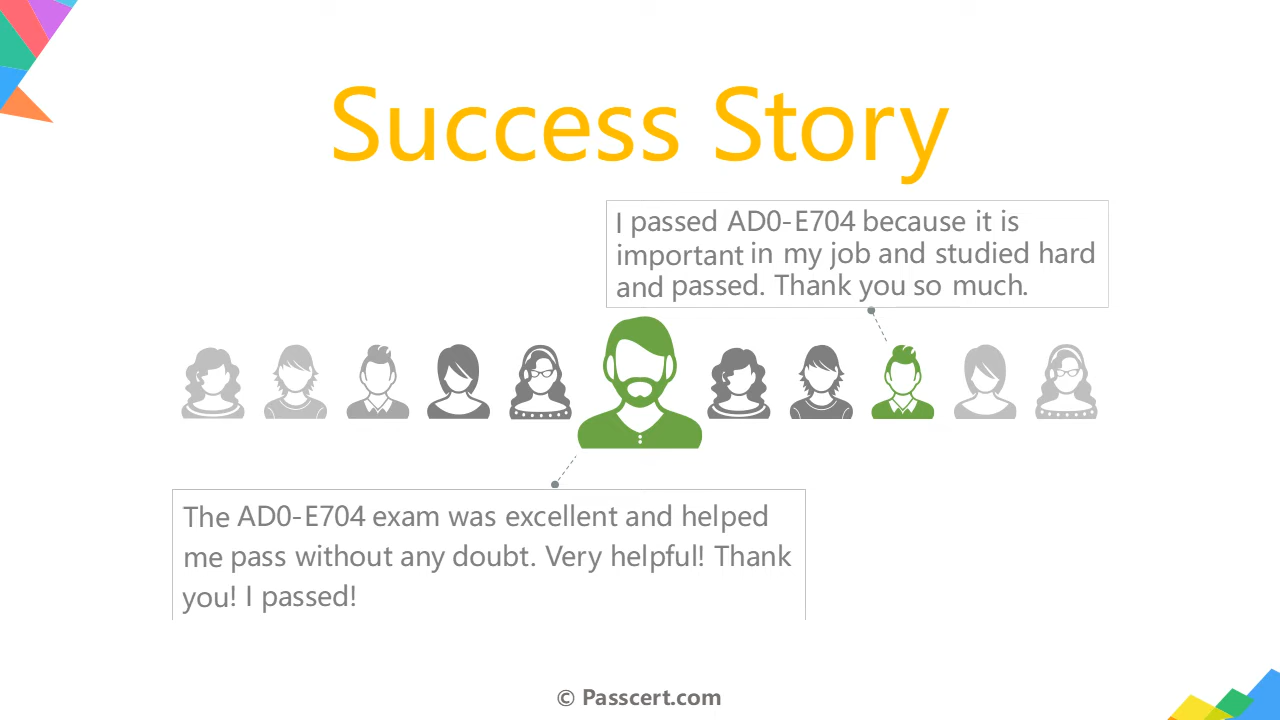 Success Story
I passed AD0-E704 because it is
important in my job and studied hard
and passed. Thank you so much.
The AD0-E704 exam was excellent and helped
me pass without any doubt. Very helpful! Thank
you! I passed!
© Passcert.com